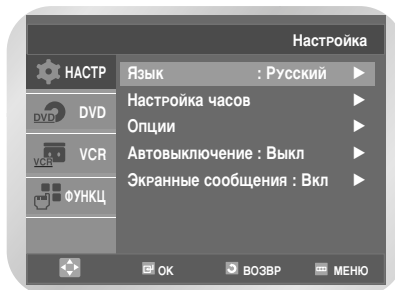 Настройка
НАСТР
Язык : Русский ►
DVD DVD
Настройка часов ►
Опции ►
VCR VCR
Автовыключение : Выкл ►
ФУНКЦ
Экранные сообщения : Вкл ►
ОК ВОЗВР МЕНЮ